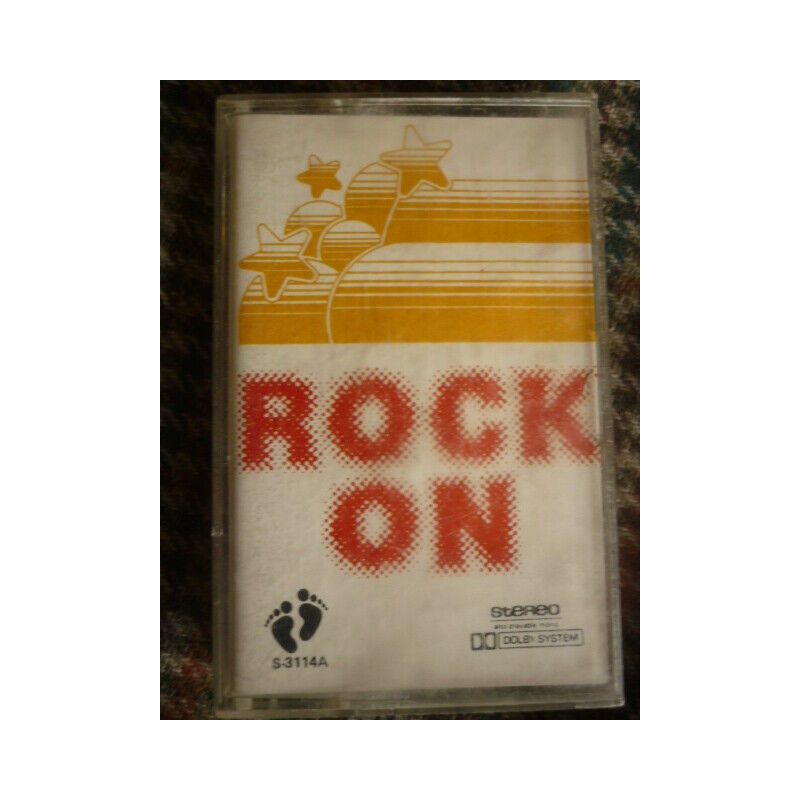 ROCK
ON
S-3114A
STEREO
also playable mono
DOLBY SYSTEM